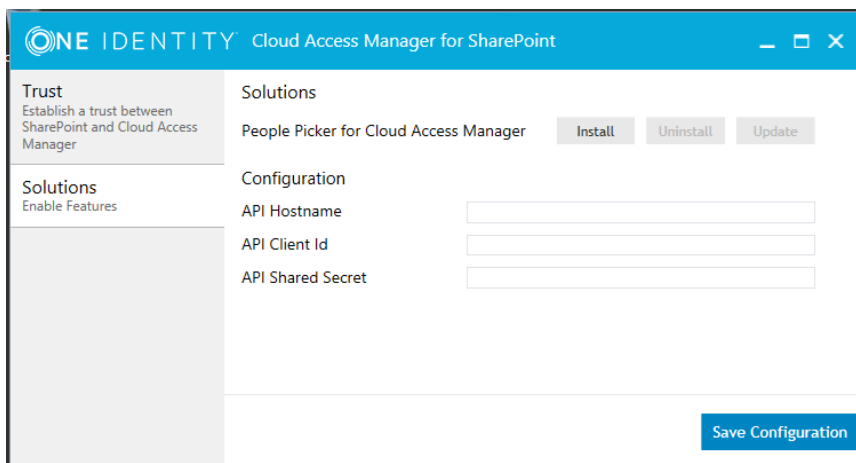 ONE IDENTITY Cloud Access Manager for SharePoint
Trust
Establish a trust between
SharePoint and Cloud Access
Manager
Solutions
Enable Features
Solutions
People Picker for Cloud Access Manager Install Uninstall Update
Configuration
API Hostname
API Client Id
API Shared Secret
Save Configuration